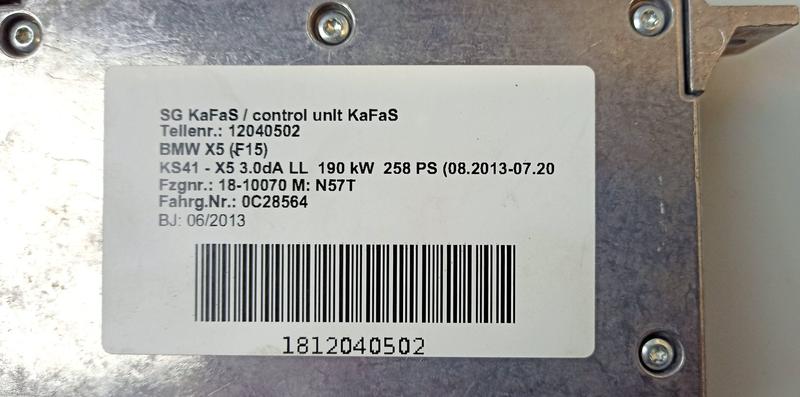 SG KaFaS / control unit KaFaS
Teilenr.: 12040502
BMW X5 (F15)
KS41 - X5 3.0dA LL  190 kW  258 PS (08.2013-07.20
Fzgnr.: 18-10070 M: N57T
Fahrg.Nr.: 0C28564
BJ: 06/2013
1812040502